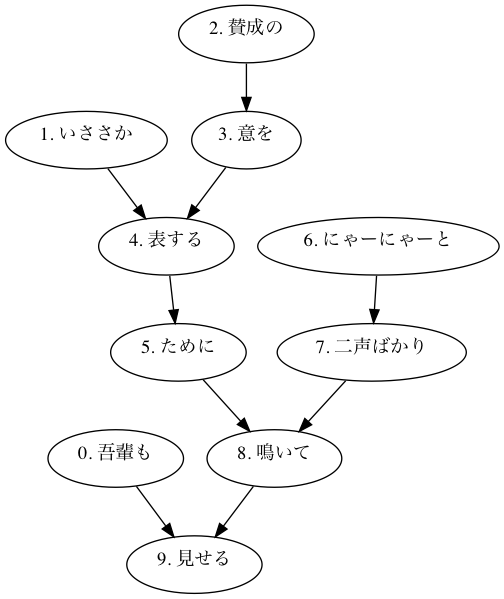 2. 賛成の
1. いささか
3. 意を
4. 表する
6. にゃーにゃーと
5. ために
7. 二声ばかり
0. 吾輩も
8. 鳴いて
9. 見せる